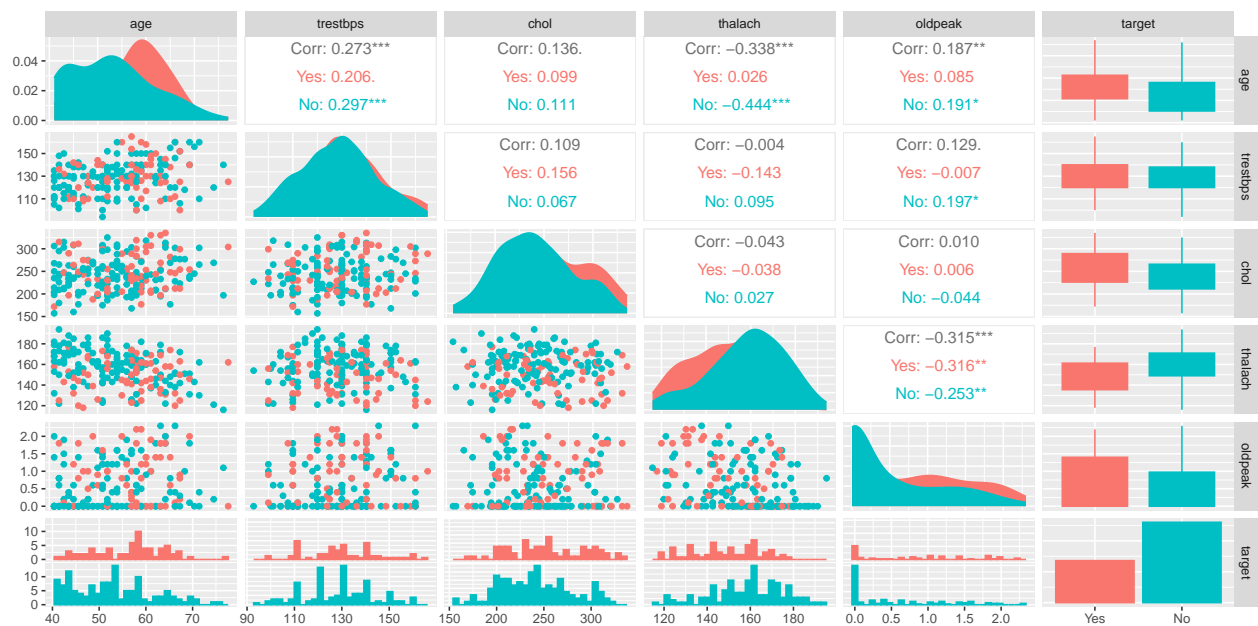 age trestbps chol thalach oldpeak target
Corr: 0.273*** Corr: 0.136. Corr: −0.338*** Corr: 0.187**
Yes: 0.206. Yes: 0.099 Yes: 0.026 Yes: 0.085
No: 0.297*** No: 0.111 No: −0.444*** No: 0.191*
0.04
0.02
0.00
age
Corr: 0.109 Corr: −0.004 Corr: 0.129.
Yes: 0.156 Yes: −0.143 Yes: −0.007
No: 0.067 No: 0.095 No: 0.197*
150
130
110
trestbps
Corr: −0.043 Corr: 0.010
Yes: −0.038 Yes: 0.006
No: 0.027 No: −0.044
300
250
200
150
chol
Corr: −0.315***
Yes: −0.316**
No: −0.253**
180
160
140
120
thalach
2.0
1.5
1.0
0.5
0.0
oldpeak
10
5
0
10
5
0
target
40 50 60 70 90 110 130 150 150 200 250 300 120 140 160 180 0.0 0.5 1.0 1.5 2.0 Yes No